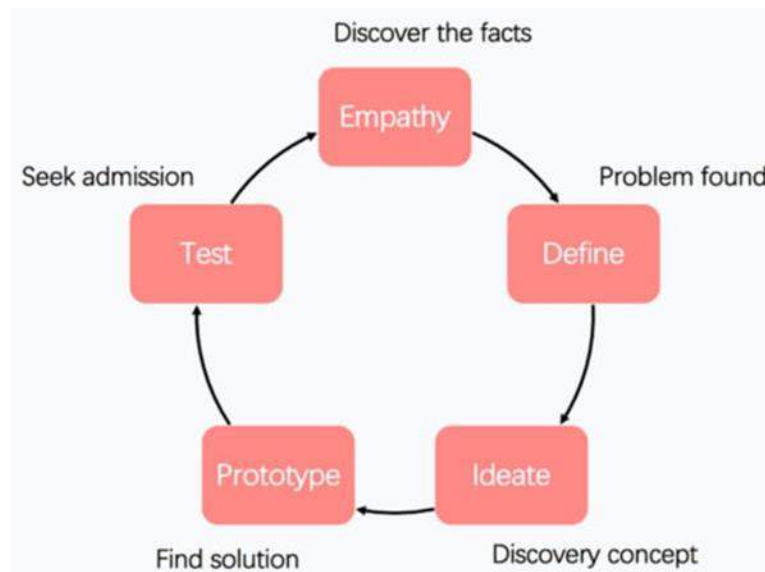 Discover the facts
Empathy
Seek admission
Problem found
Test
Define
Prototype
Ideate
Find solution
Discovery concept